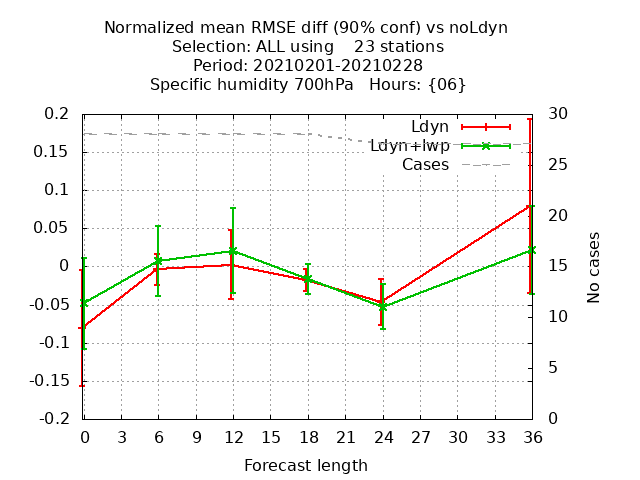 Normalized mean RMSE diff (90% conf) vs noLdyn
Selection: ALL using    23 stations
Period: 20210201-20210228
Specific humidity 700hPa   Hours: {06}
0.2
0.15
0.1
0.05
0
-0.05
-0.1
-0.15
-0.2
Ldyn
Ldyn+lwp
Cases
30
25
20
15
10
5
0
No cases
0 3 6 9 12 15 18 21 24 27 30 33 36
Forecast length